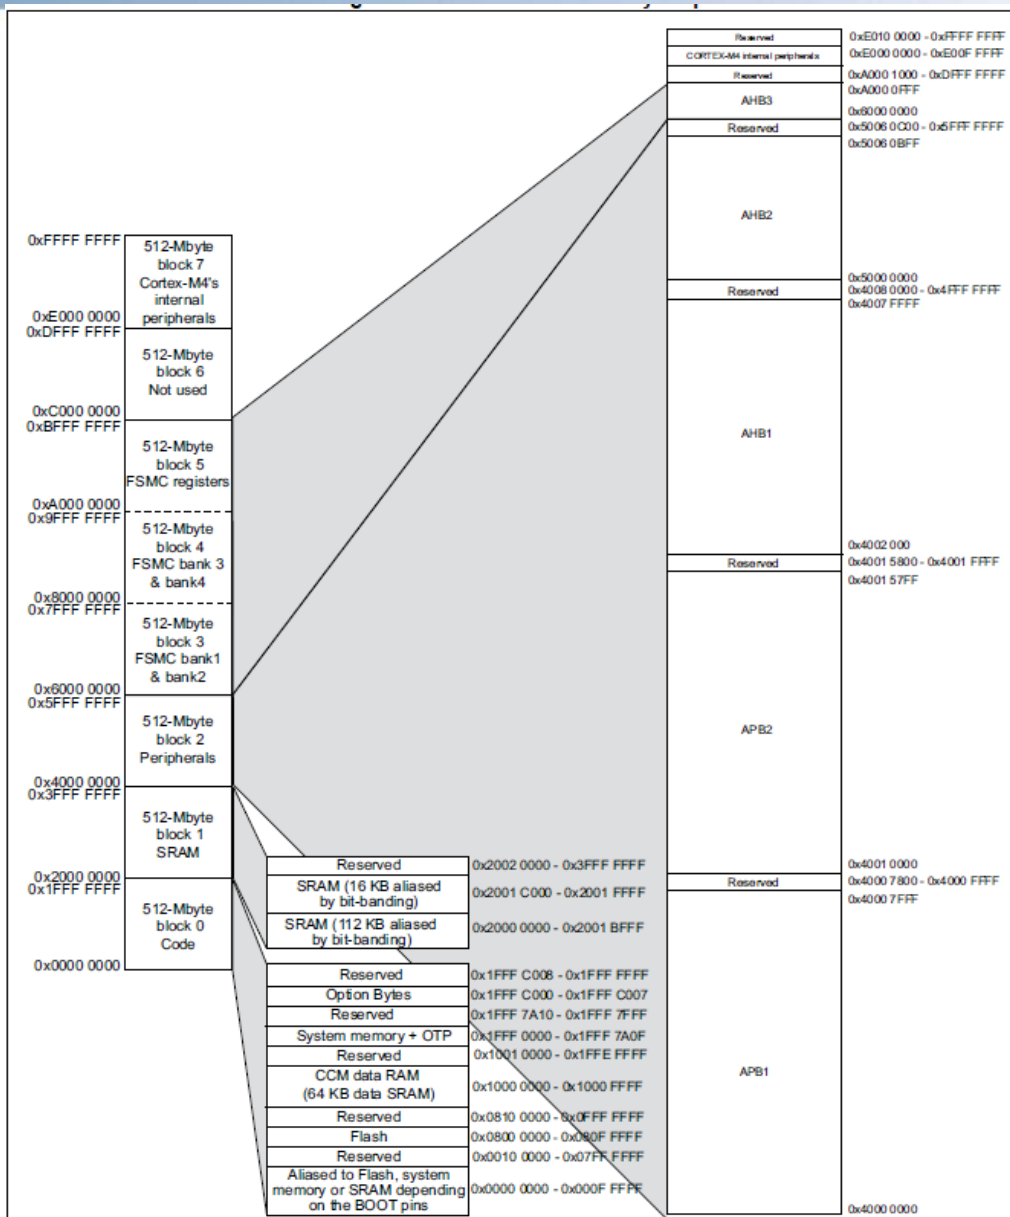 0xFFFF FFFF
512-Mbyte
block 7
Cortex-M4's
internal
peripherals
0xE000 0000
0xDFFF FFFF
512-Mbyte
block 6
Not used
0xC000 0000
0xBFFF FFFF
512-Mbyte
block 5
FSMC registers
0xA000 0000
0x9FFF FFFF
512-Mbyte
block 4
FSMC bank 3
& bank4
0x8000 0000
0x7FFF FFFF
512-Mbyte
block 3
FSMC bank1
& bank2
0x6000 0000
0x5FFF FFFF
512-Mbyte
block 2
Peripherals
0x4000 0000
0x3FFF FFFF
512-Mbyte
block 1
SRAM
0x2000 0000
0x1FFF FFFF
512-Mbyte
block 0
Code
0x0000 0000
Reserved 0x2002 0000 - 0x3FFF FFFF
SRAM (16 KB aliased
by bit-banding)
0x2001 C000 - 0x2001 FFFF
SRAM (112 KB aliased
by bit-banding)
0x2000 0000 - 0x2001 BFFF
Reserved 0x1FFF C008 - 0x1FFF FFFF
Option Bytes 0x1FFF C000 - 0x1FFF C007
Reserved 0x1FFF 7A10 - 0x1FFF 7FFF
System memory + OTP 0x1FFF 0000 - 0x1FFF 7A0F
Reserved 0x1001 0000 - 0x1FFE FFFF
CCM data RAM
(64 KB data SRAM)
0x1000 0000 - 0x1000 FFFF
Reserved 0x0810 0000 - 0x0FFF FFFF
Flash 0x0800 0000 - 0x080F FFFF
Reserved 0x0010 0000 - 0x07FF FFFF
Aliased to Flash, system
memory or SRAM depending
on the BOOT pins
0x0000 0000 - 0x000F FFFF
Reserved 0xE010 0000 - 0xFFFF FFFF
CORTEX-M4 internal peripherals 0xE000 0000 - 0xE00F FFFF
Reserved 0xA000 1000 - 0xDFFF FFFF
0xA000 0FFF
AHB3
0x6000 0000
Reserved 0x5006 0C00 - 0x5FFF FFFF
0x5006 0BFF
AHB2
0x5000 0000
Reserved 0x4008 0000 - 0x4FFF FFFF
0x4007 FFFF
AHB1
0x4002 000
Reserved 0x4001 5800 - 0x4001 FFFF
0x4001 57FF
APB2
0x4001 0000
Reserved 0x4000 7800 - 0x4000 FFFF
0x4000 7FFF
APB1
0x4000 0000